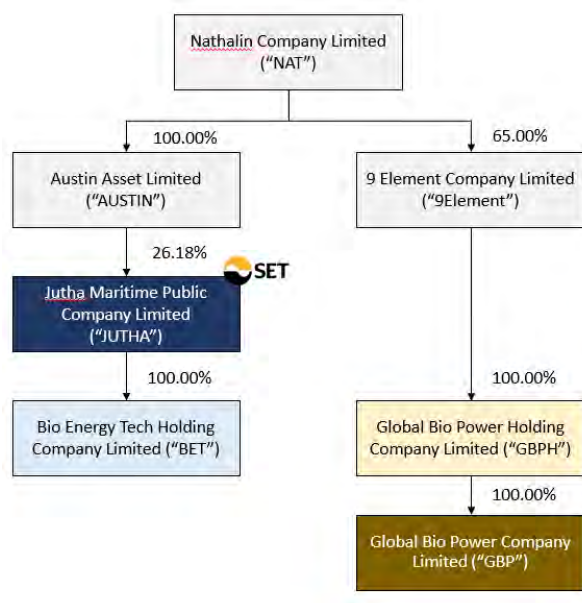 Nathalin Company Limited
("NAT")
100.00%
65.00%
Austin Asset Limited
("AUSTIN")
9 Element Company Limited
("9Element")
26.18%
SET
Jutha Maritime Public
Company Limited
("JUTHA")
100.00%
100.00%
Bio Energy Tech Holding
Company Limited ("BET")
Global Bio Power Holding
Company Limited ("GBPH")
100.00%
Global Bio Power Company
Limited ("GBP")